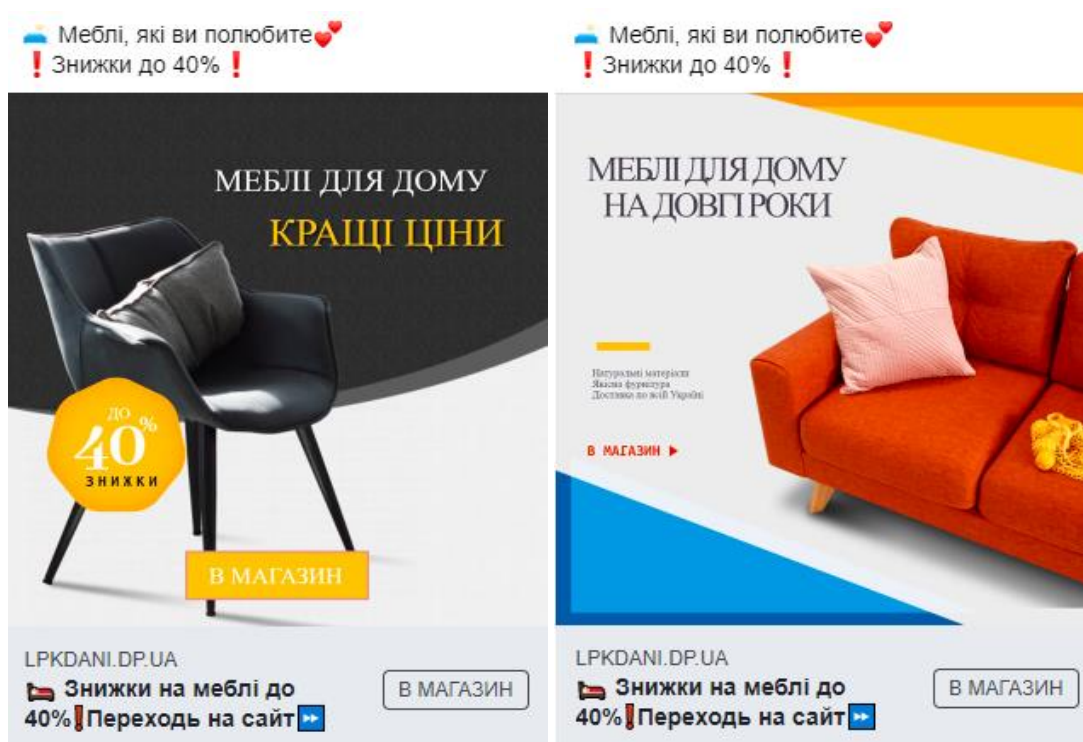 🛋️ Меблі, які ви полюбите💕
❗Знижки до 40%❗
МЕБЛІ ДЛЯ ДОМУ
КРАЩІ ЦІНИ
ДО
40%
ЗНИЖКИ
В МАГАЗИН
LPKDANI.DP.UA
🛏️ Знижки на меблі до
40%❗Переходь на сайт⏩
В МАГАЗИН
🛋️ Меблі, які ви полюбите💕
❗Знижки до 40%❗
МЕБЛІ ДЛЯ ДОМУ
НА ДОВГІ РОКИ
Натуральні матеріали
Якісна фурнітура
Доставка по всій Україні
В МАГАЗИН ▶
LPKDANI.DP.UA
🛏️ Знижки на меблі до
40%❗Переходь на сайт⏩
В МАГАЗИН